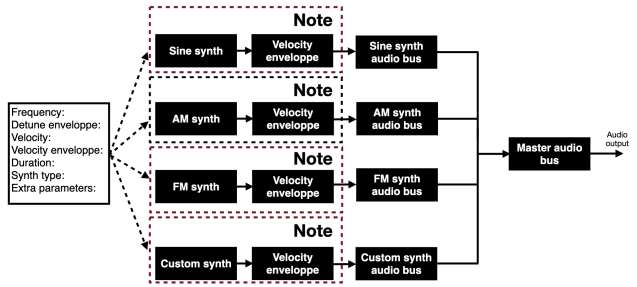 Note
Sine synth
Velocity
enveloppe
Sine synth
audio bus
Note
AM synth
Velocity
enveloppe
AM synth
audio bus
Frequency:
Detune enveloppe:
Velocity:
Velocity enveloppe:
Duration:
Synth type:
Extra parameters:
Master audio
bus
Audio
output
Note
FM synth
Velocity
enveloppe
FM synth
audio bus
Note
Custom synth
Velocity
enveloppe
Custom synth
audio bus